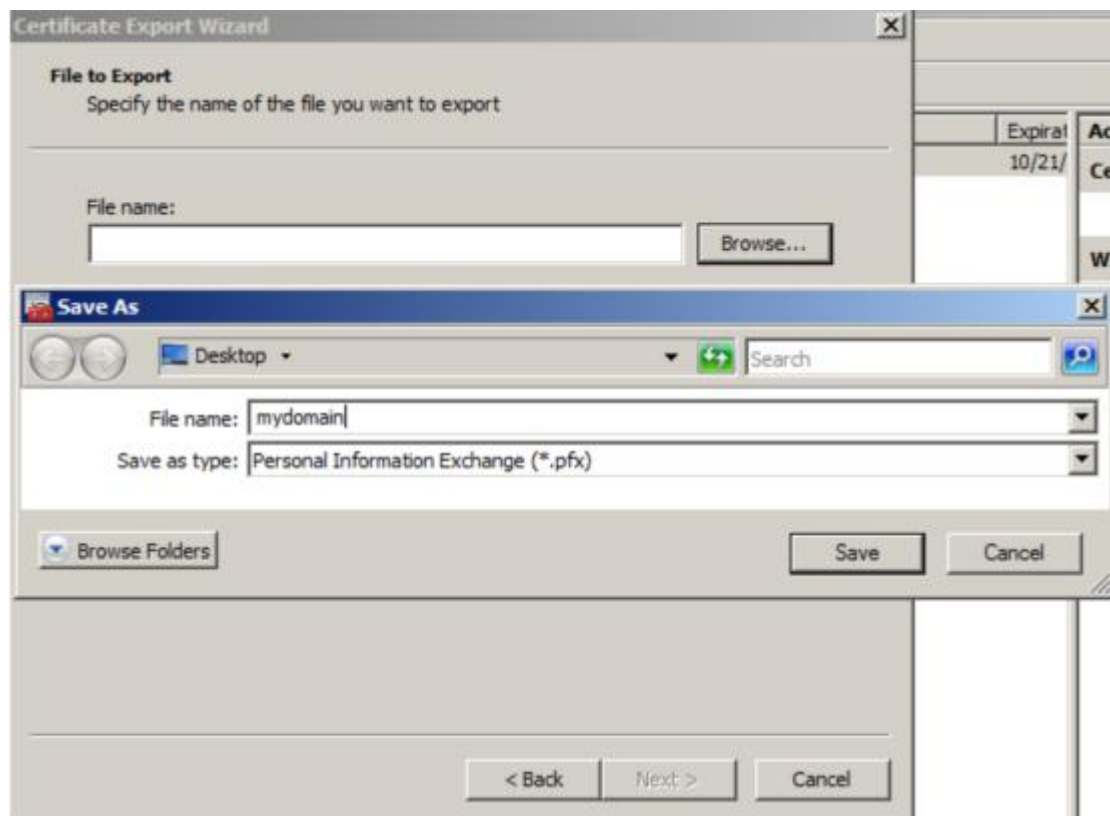 Certificate Export Wizard
File to Export
Specify the name of the file you want to export
Expirat
Ac
10/21/
Ce
File name:
Browse...
W
Save As
Desktop
Search
File name: mydomain
Save as type: Personal Information Exchange (*.pfx)
Browse Folders
Save
Cancel
< Back
Next >
Cancel